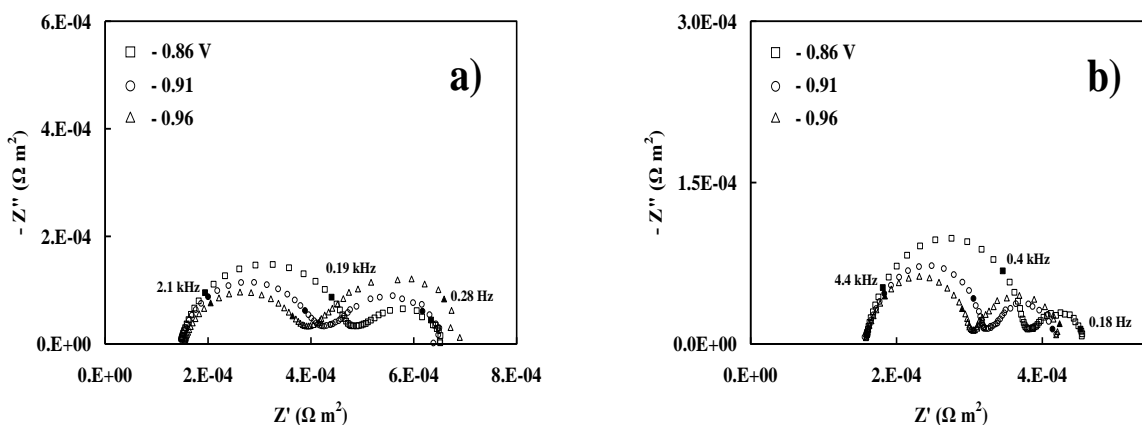 6.E-04
4.E-04
2.E-04
0.E+00
- Z" (Ω m²)
□ - 0.86 V
○ - 0.91
△ - 0.96
a)
2.1 kHz
0.19 kHz
0.28 Hz
0.E+00 2.E-04 4.E-04 6.E-04 8.E-04
Z' (Ω m²)
3.0E-04
1.5E-04
0.0E+00
- Z" (Ω m²)
□ - 0.86 V
○ - 0.91
△ - 0.96
b)
4.4 kHz
0.4 kHz
0.18 Hz
0.E+00 2.E-04 4.E-04
Z' (Ω m²)